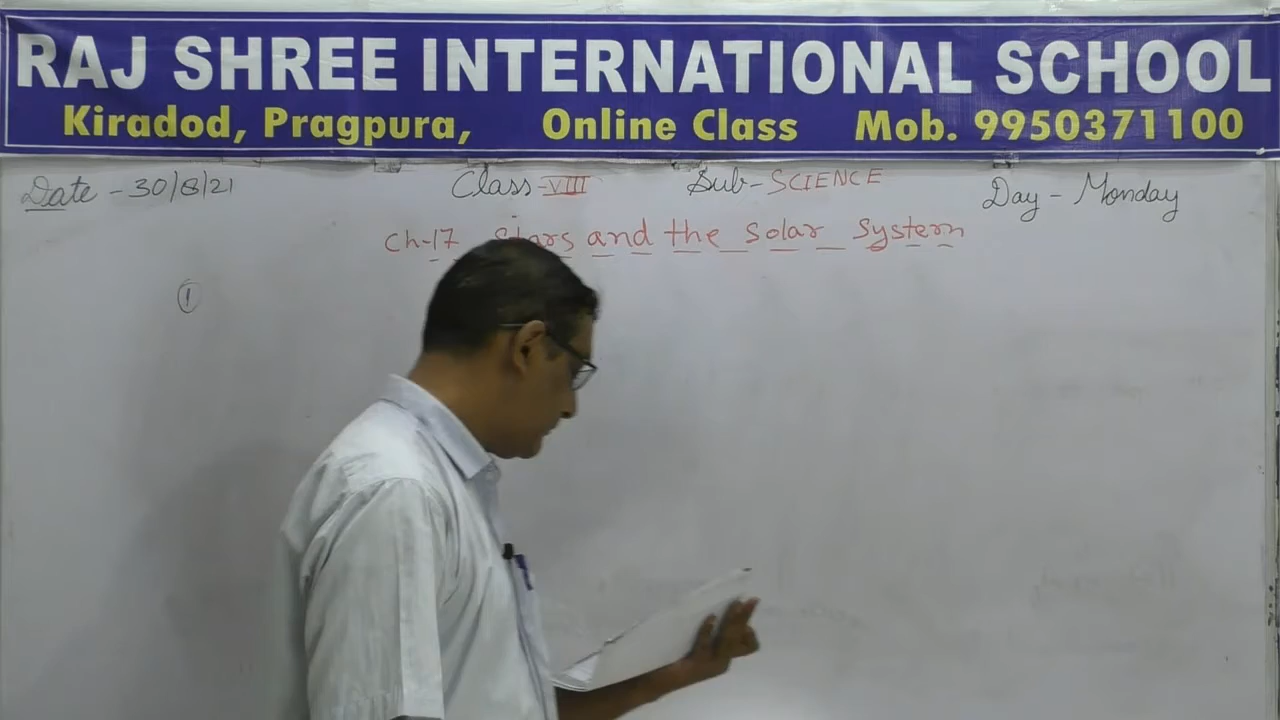 RAJ SHREE INTERNATIONAL SCHOOL
Kiradod, Pragpura, Online Class Mob. 9950371100
Date - 30/8/21 Class-VIII Sub-SCIENCE Day - Monday
Ch-17 Stars and the Solar System
1